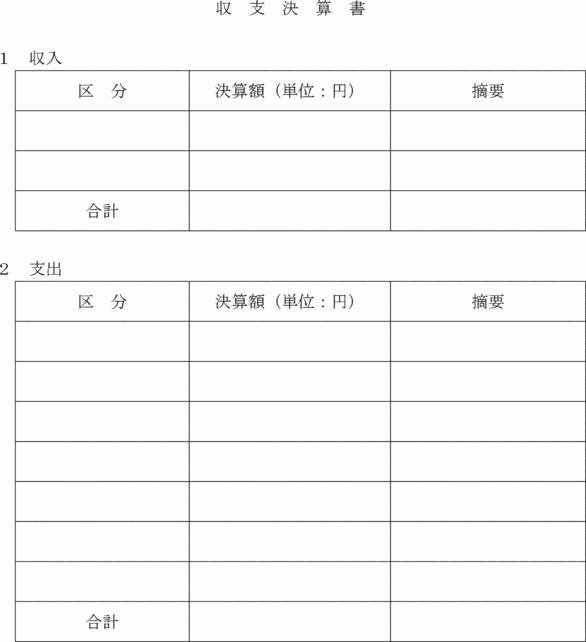 収 支 決 算 書
1 収入
区 分 決算額（単位：円） 摘要
合計
2 支出
区 分 決算額（単位：円） 摘要
合計